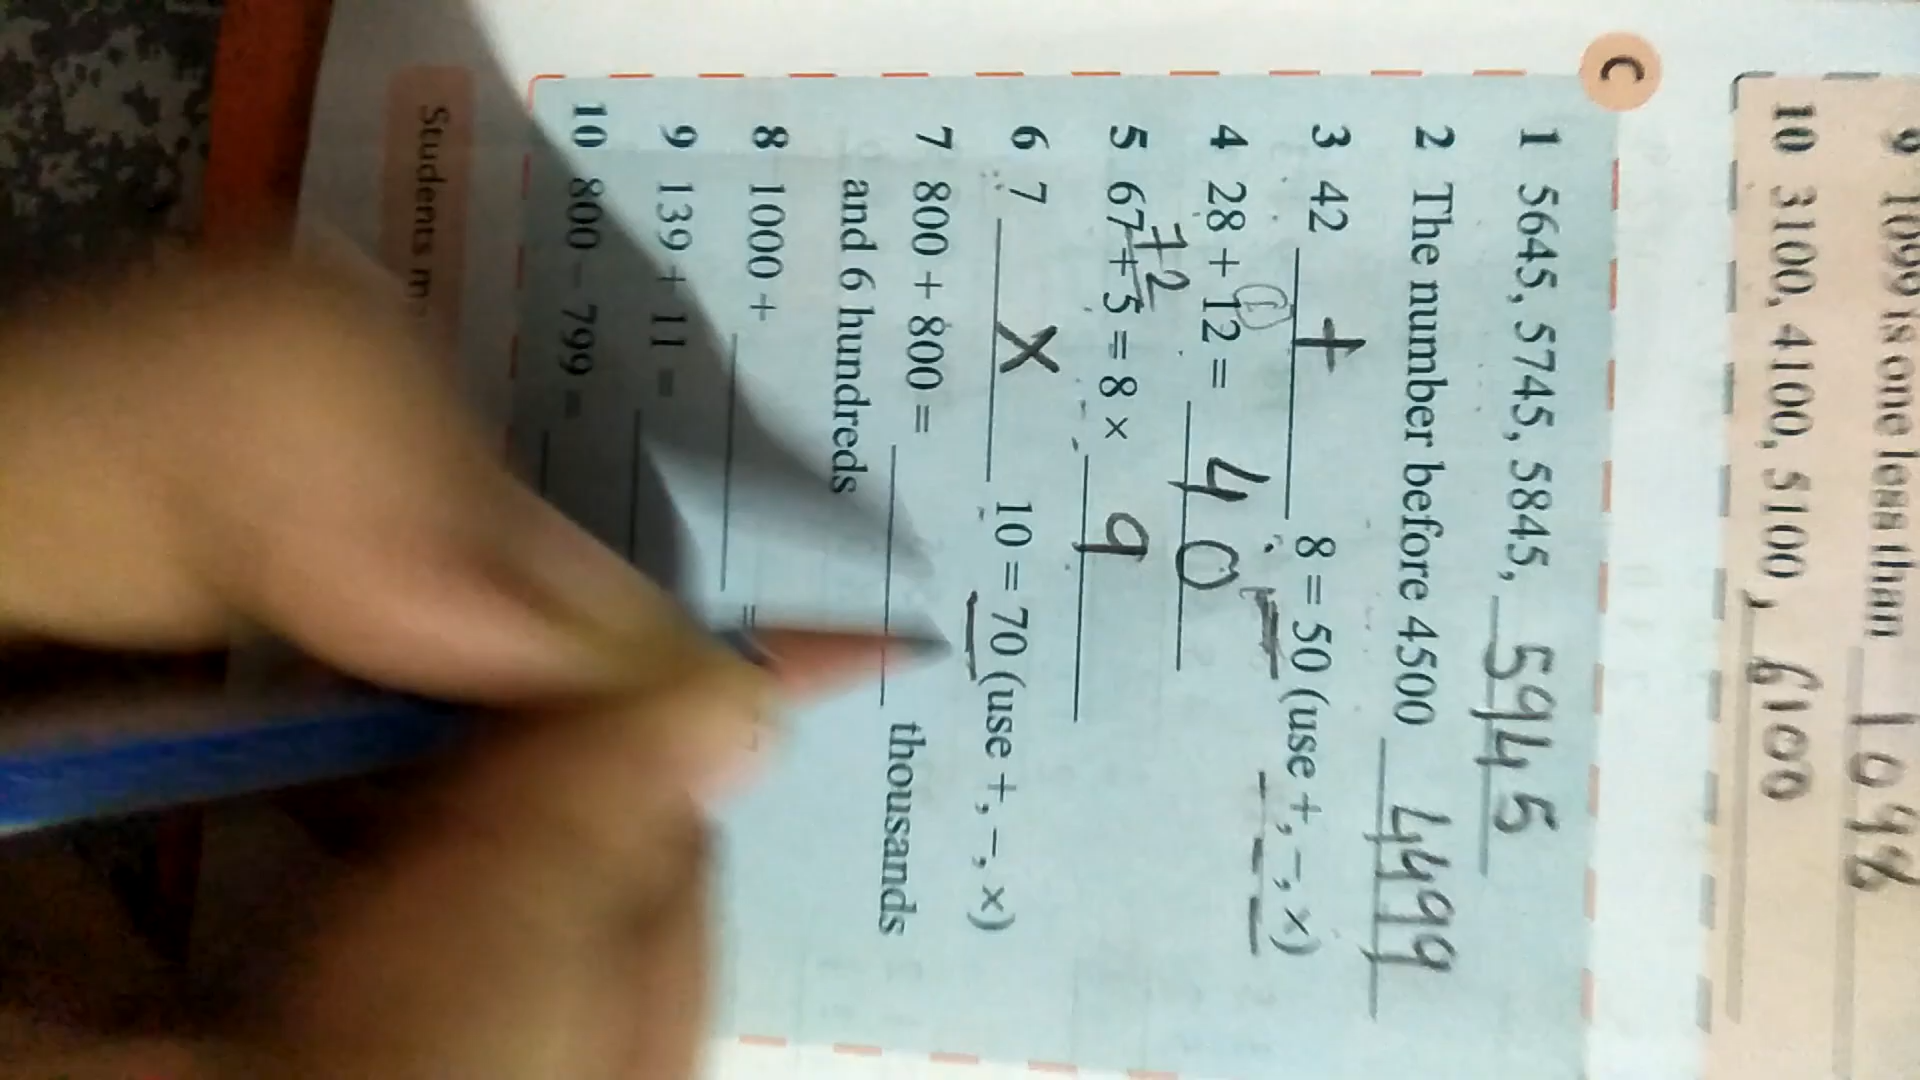 9 1099 is one less than 1098
10 3100, 4100, 5100, 6100
C
1 5645, 5745, 5845, 5945
2 The number before 4500 4499
3 42 + 8 = 50 (use +, −, ×)
4 28 + 12 = 40
72
5 67 + 5 = 8 × 9
6 7 × 10 = 70 (use +, −, ×)
7 800 + 800 = thousands
and 6 hundreds
8 1000 + =
9 139 + 11 =
10 800 − 799 =
Students